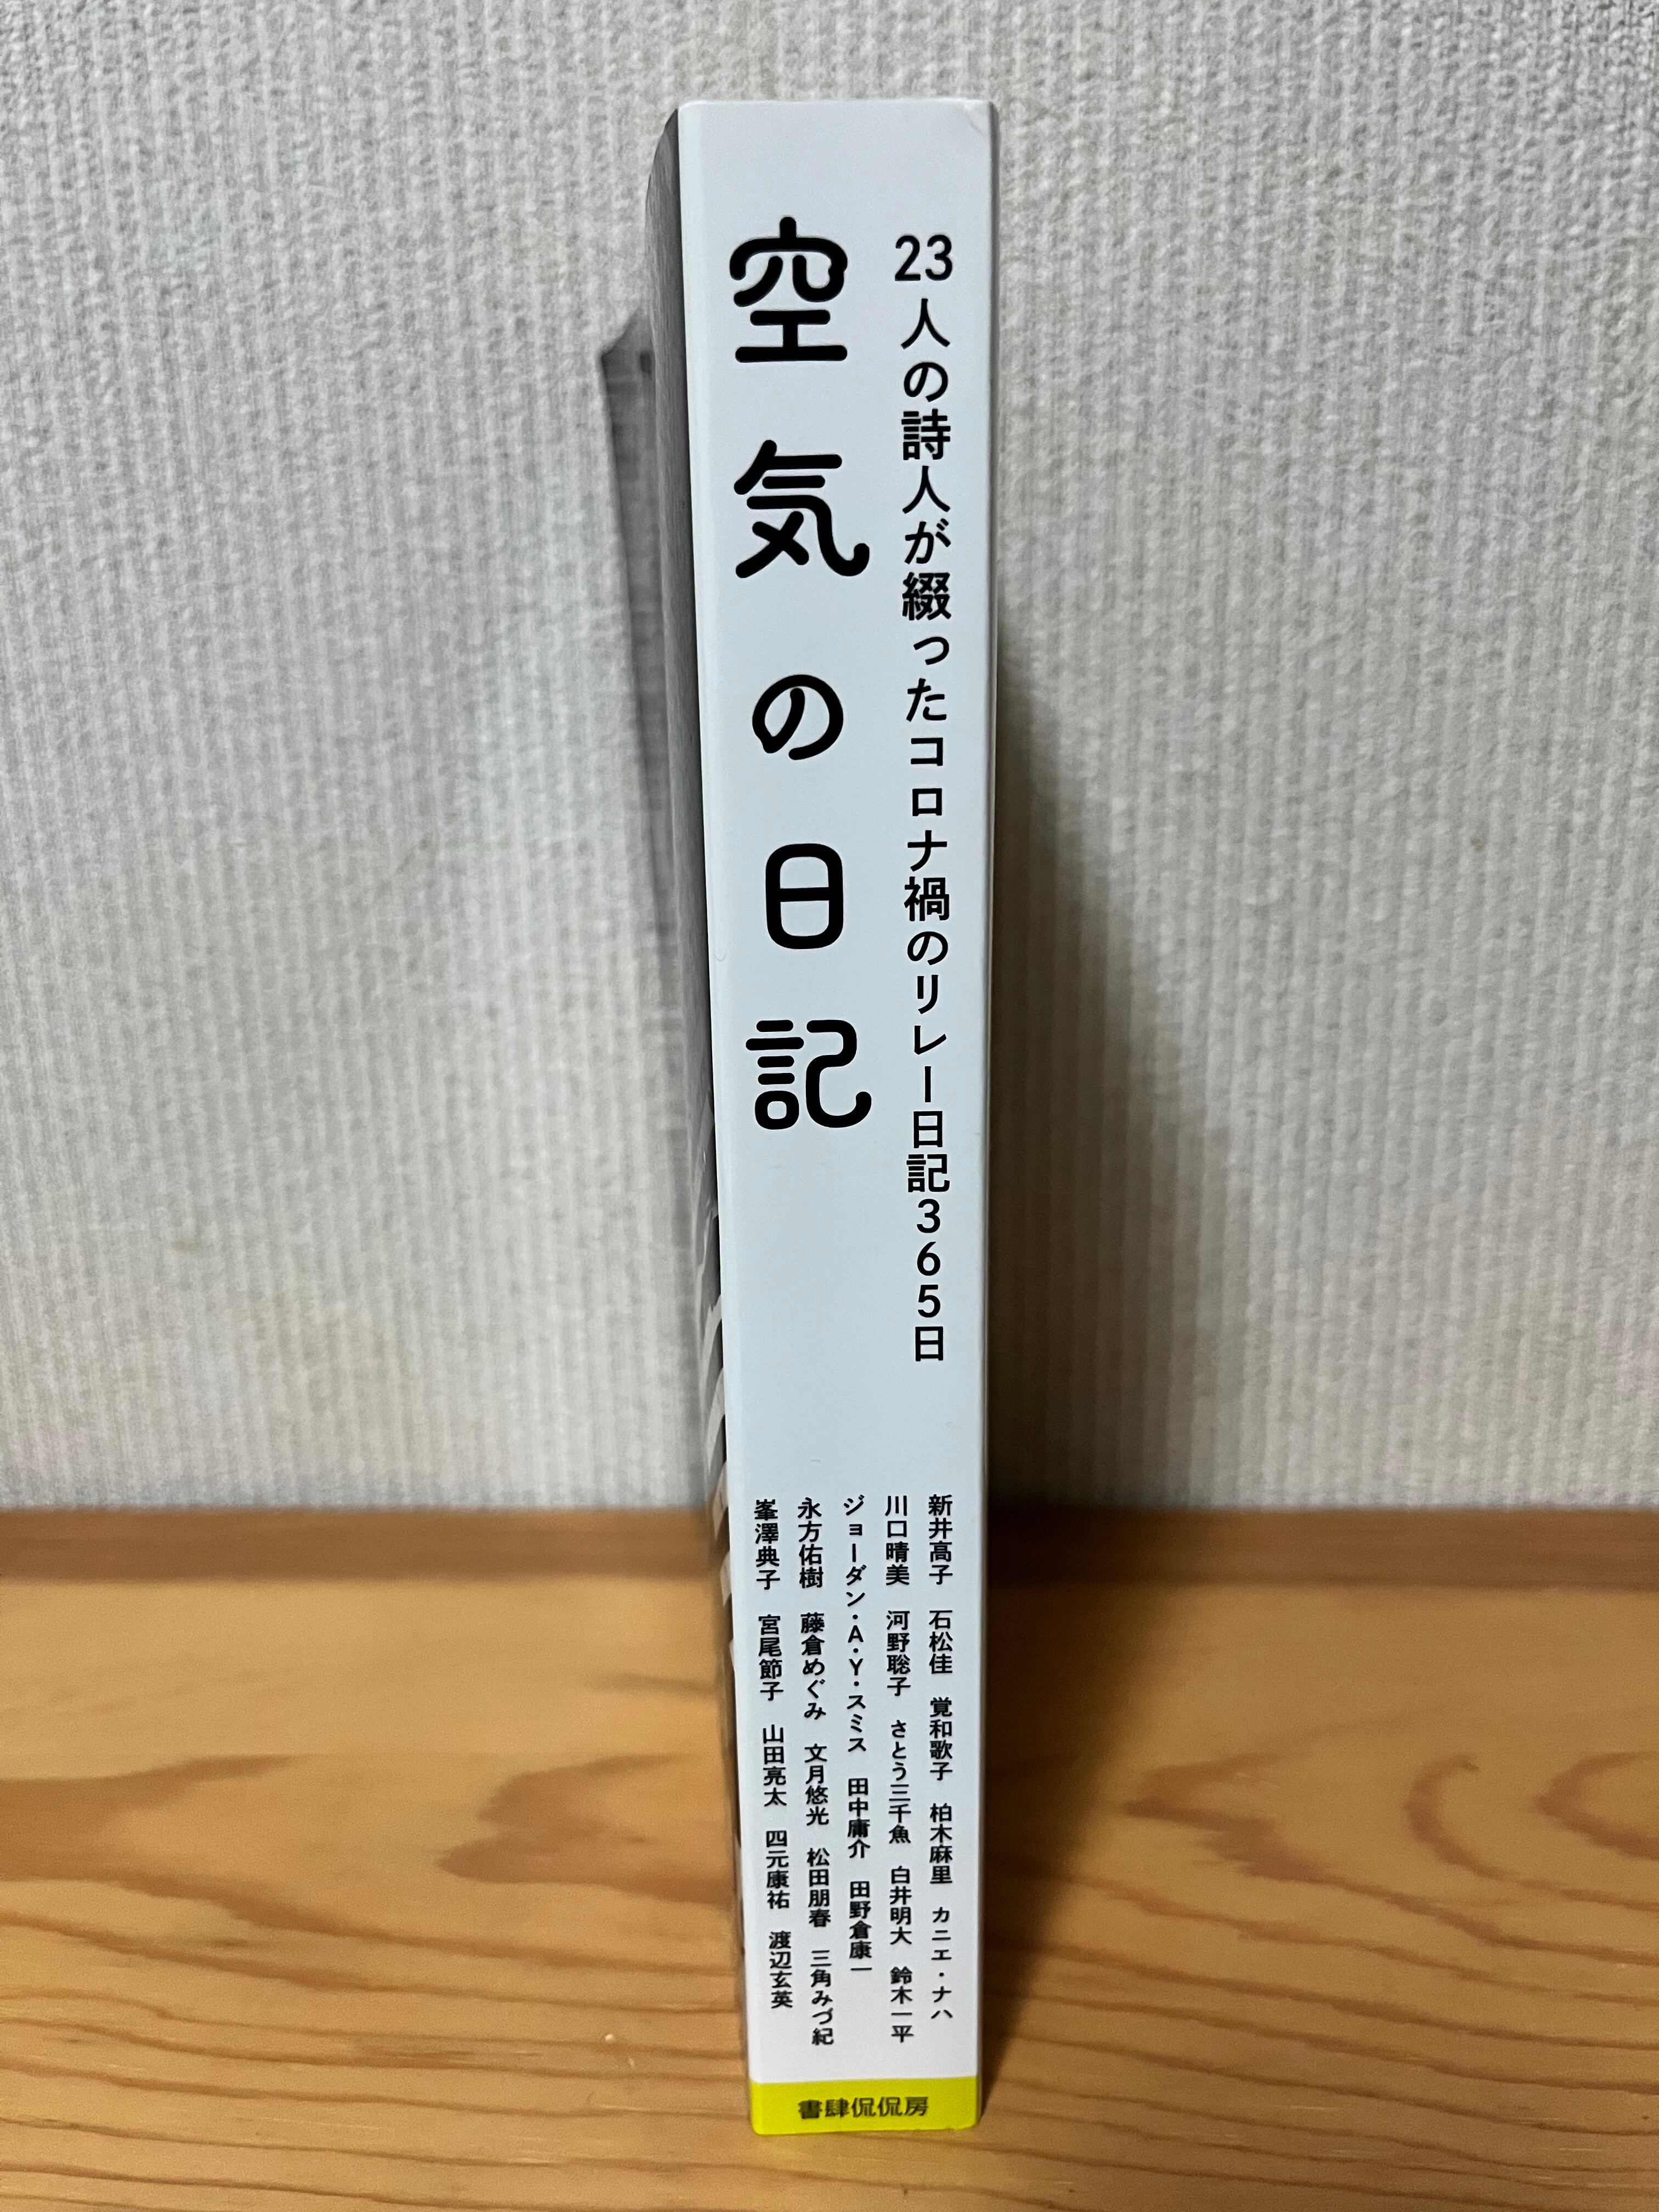 23人の詩人が綴ったコロナ禍のリレー日記365日
空気の日記
新井高子　石松佳　覚和歌子　柏木麻里　カニエ・ナハ
川口晴美　河野聡子　さとう三千魚　白井明大　鈴木一平
ジョーダン・A・Y・スミス　田中庸介　田野倉康一
永方佑樹　藤倉めぐみ　文月悠光　松田朋春　三角みづ紀
峯澤典子　宮尾節子　山田亮太　四元康祐　渡辺玄英
書肆侃侃房